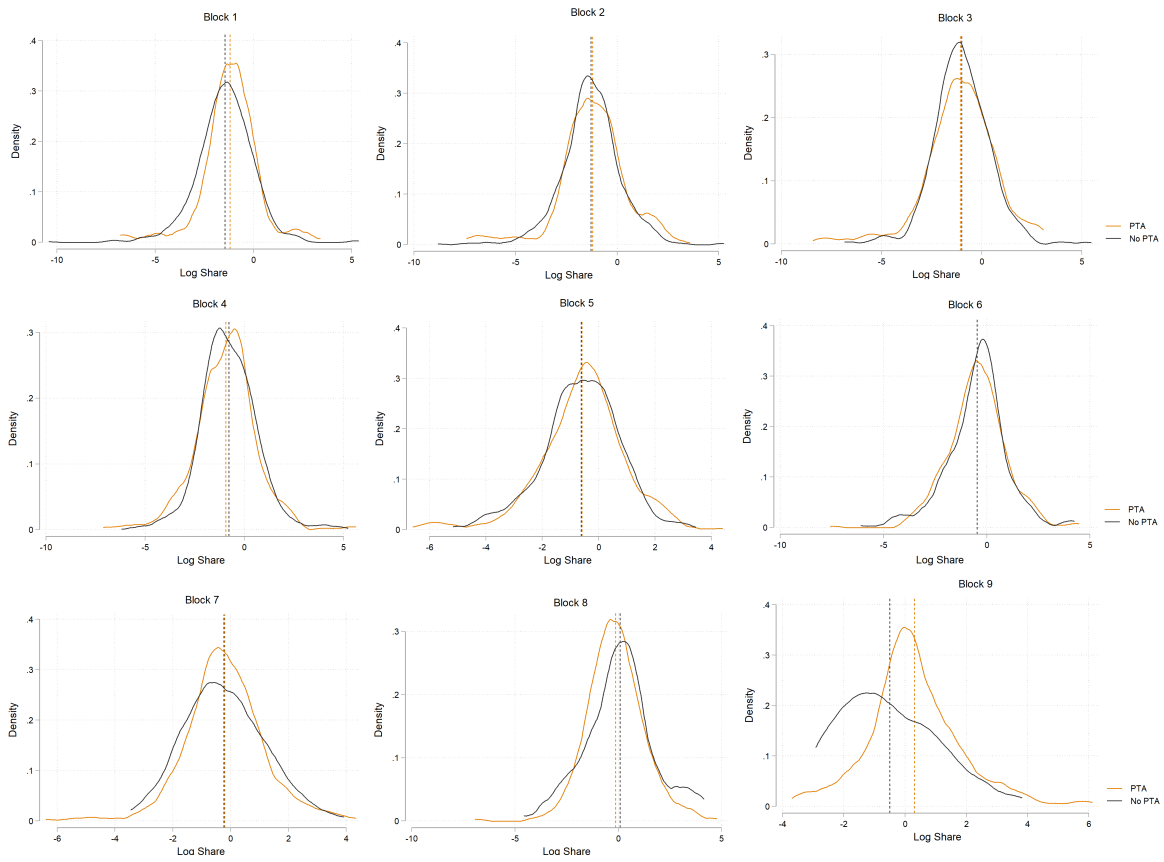 Block 1
.4
.3
.2
.1
0
Density
-10
-5
0
5
Log Share
Block 2
.4
.3
.2
.1
0
Density
-10
-5
0
5
Log Share
Block 3
.3
.2
.1
0
Density
-10
-5
0
5
Log Share
PTA
No PTA
Block 4
.3
.2
.1
0
Density
-10
-5
0
5
Log Share
Block 5
.4
.3
.2
.1
0
Density
-6
-4
-2
0
2
4
Log Share
Block 6
.4
.3
.2
.1
0
Density
-10
-5
0
5
Log Share
PTA
No PTA
Block 7
.4
.3
.2
.1
0
Density
-6
-4
-2
0
2
4
Log Share
Block 8
.3
.2
.1
0
Density
-10
-5
0
5
Log Share
Block 9
.4
.3
.2
.1
0
Density
-4
-2
0
2
4
6
Log Share
PTA
No PTA